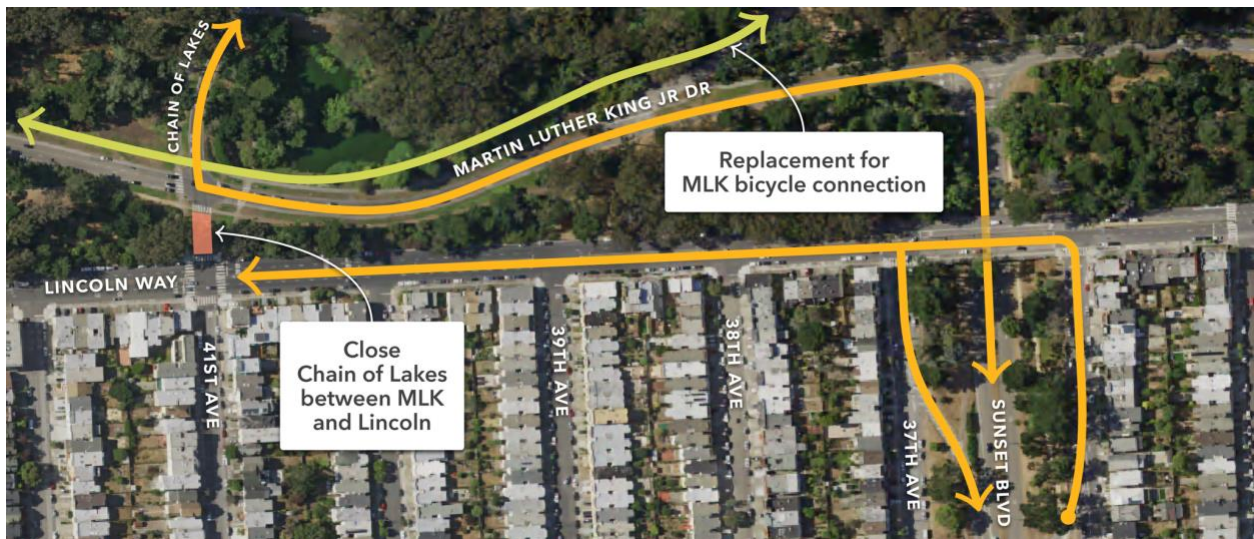 CHAIN OF LAKES
MARTIN LUTHER KING JR DR
Replacement for
MLK bicycle connection
LINCOLN WAY
Close
Chain of Lakes
between MLK
and Lincoln
41ST AVE
39TH AVE
38TH AVE
37TH AVE
SUNSET BLVD